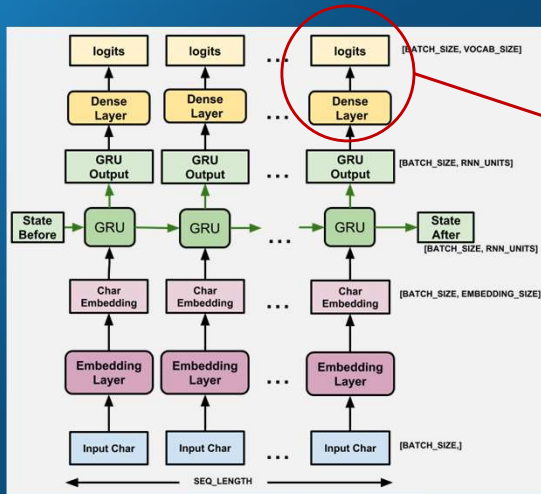 logits logits ... logits [BATCH_SIZE, VOCAB_SIZE]
Dense Dense ... Dense
Layer Layer Layer
GRU GRU ... GRU [BATCH_SIZE, RNN_UNITS]
Output Output Output
State GRU GRU ... GRU State
Before After
[BATCH_SIZE, RNN_UNITS]
Char Char ... Char [BATCH_SIZE, EMBEDDING_SIZE]
Embedding Embedding Embedding
Embedding Embedding ... Embedding
Layer Layer Layer
Input Char Input Char ... Input Char [BATCH_SIZE,]
SEQ_LENGTH